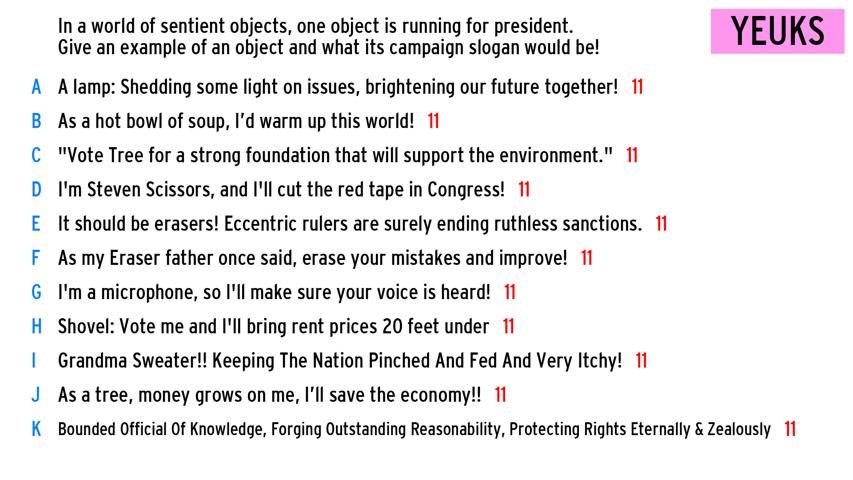 In a world of sentient objects, one object is running for president.
Give an example of an object and what its campaign slogan would be!
YEUKS
A A lamp: Shedding some light on issues, brightening our future together! 11
B As a hot bowl of soup, I'd warm up this world! 11
C "Vote Tree for a strong foundation that will support the environment." 11
D I'm Steven Scissors, and I'll cut the red tape in Congress! 11
E It should be erasers! Eccentric rulers are surely ending ruthless sanctions. 11
F As my Eraser father once said, erase your mistakes and improve! 11
G I'm a microphone, so I'll make sure your voice is heard! 11
H Shovel: Vote me and I'll bring rent prices 20 feet under 11
I Grandma Sweater!! Keeping The Nation Pinched And Fed And Very Itchy! 11
J As a tree, money grows on me, I'll save the economy!! 11
K Bounded Official Of Knowledge, Forging Outstanding Reasonability, Protecting Rights Eternally & Zealously 11